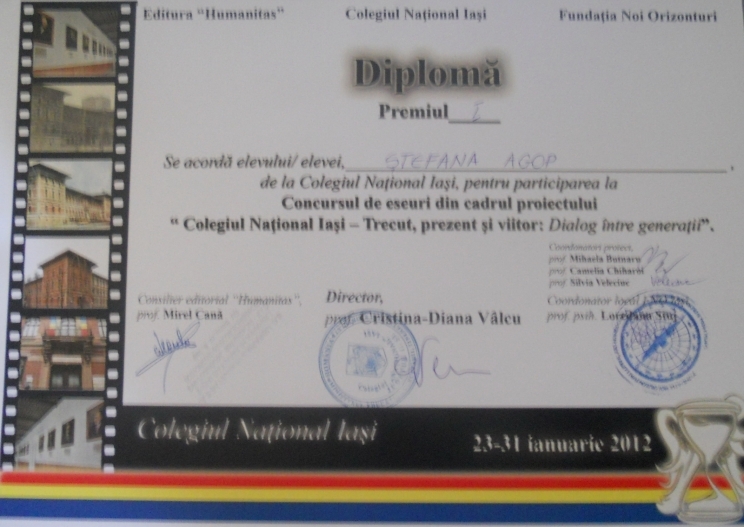 Editura "Humanitas" Colegiul Național Iași Fundația Noi Orizonturi
Diplomă
Premiul I
Se acordă elevului/ elevei, ȘTEFANA AGOP,
de la Colegiul Național Iași, pentru participarea la
Concursul de eseuri din cadrul proiectului
" Colegiul Național Iași – Trecut, prezent și viitor: Dialog între generații".
Coordonatori proiect,
prof. Mihaela Butnaru
prof. Camelia Chihariu
prof. Silvia Veleciuc
Consilier editorial "Humanitas",
prof. Mirel Cană
Director,
prof. Cristina-Diana Vâlcu
Coordonator local
prof. psih.
Colegiul Național Iași
23-31 ianuarie 2012